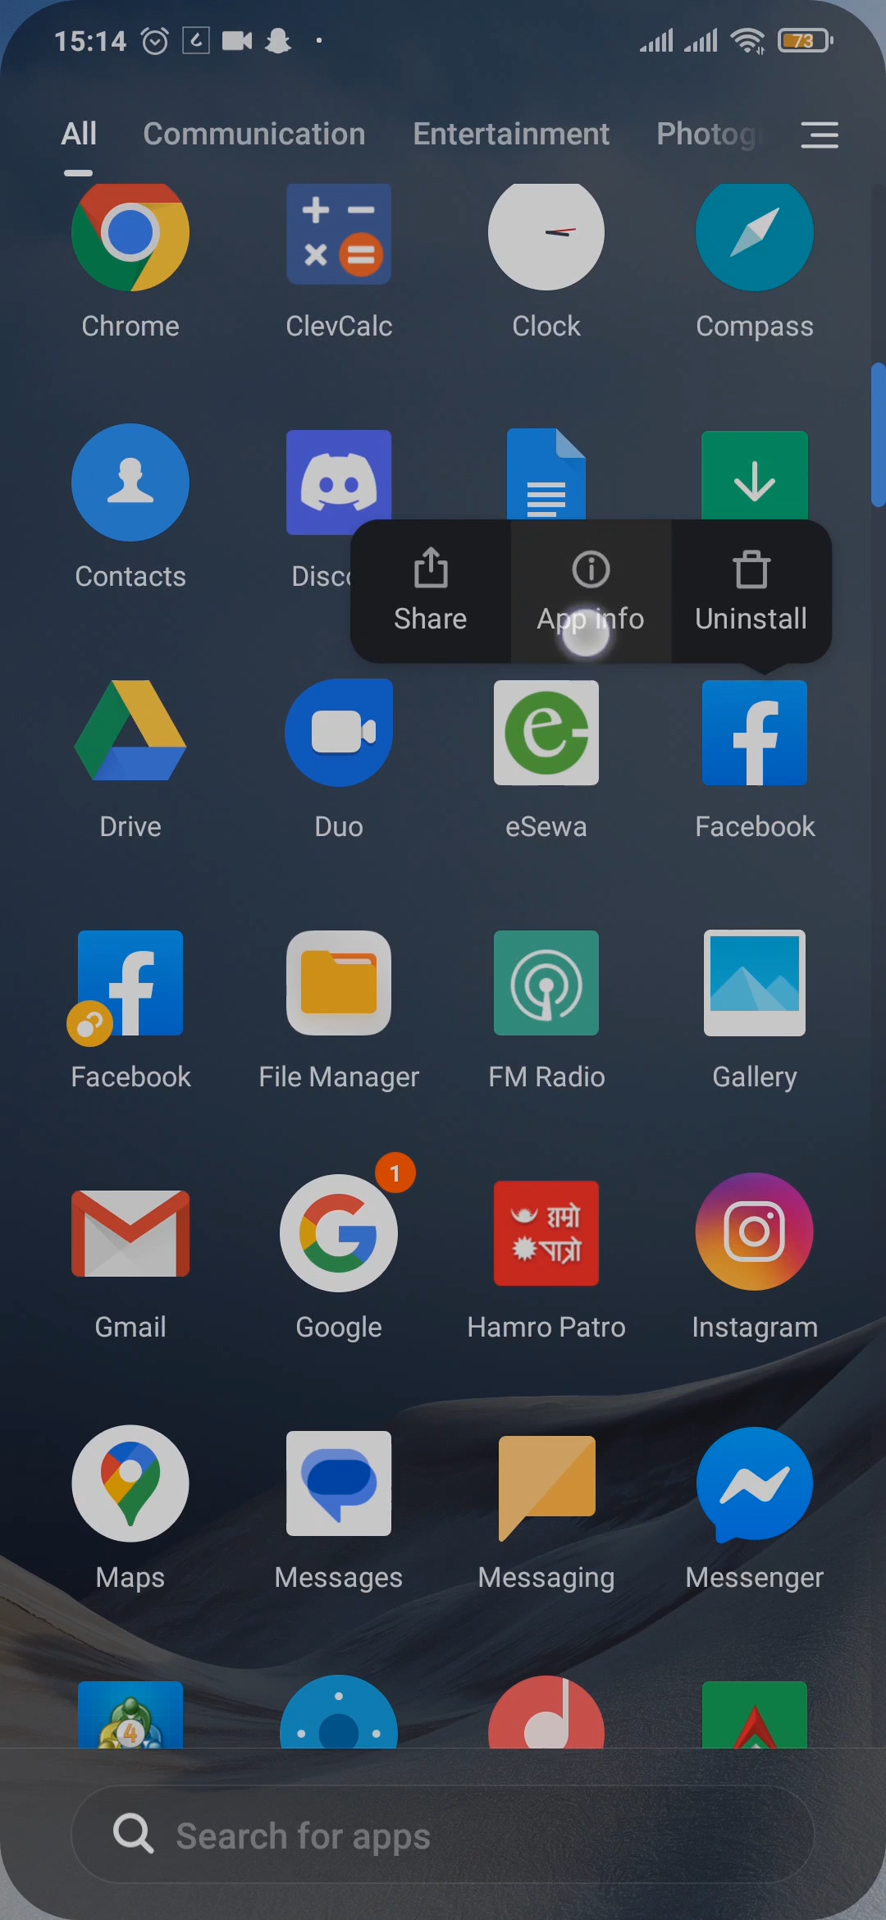 15:14
73
All Communication Entertainment Photog
Chrome ClevCalc Clock Compass
Contacts Disco
Share App info Uninstall
Drive Duo eSewa Facebook
Facebook File Manager FM Radio Gallery
1
हाम्रो
पात्रो
Gmail Google Hamro Patro Instagram
Maps Messages Messaging Messenger
4
Search for apps